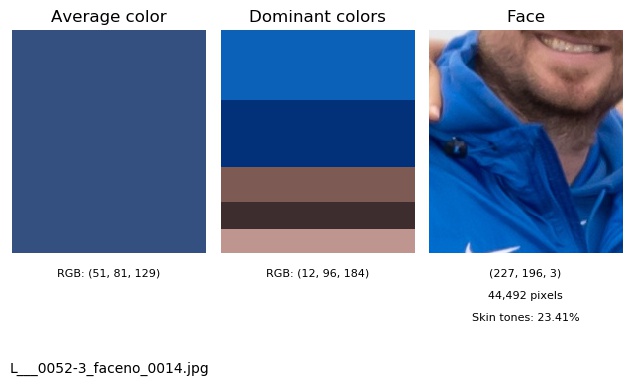 Average color
Dominant colors
Face
RGB: (51, 81, 129)
RGB: (12, 96, 184)
(227, 196, 3)
44,492 pixels
Skin tones: 23.41%
L___0052-3_faceno_0014.jpg